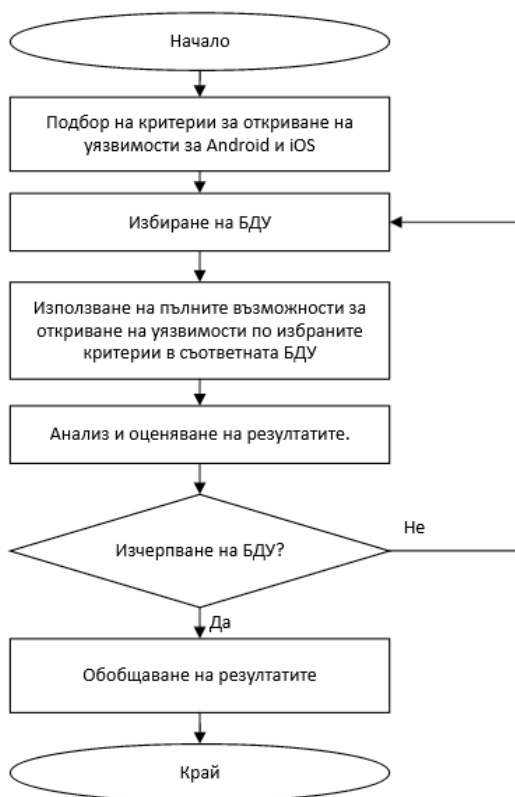 Начало
Подбор на критерии за откриване на
уязвимости за Android и iOS
Избиране на БДУ
Използване на пълните възможности за
откриване на уязвимости по избраните
критерии в съответната БДУ
Анализ и оценяване на резултатите.
Изчерпване на БДУ?
Не
Да
Обобщаване на резултатите
Край